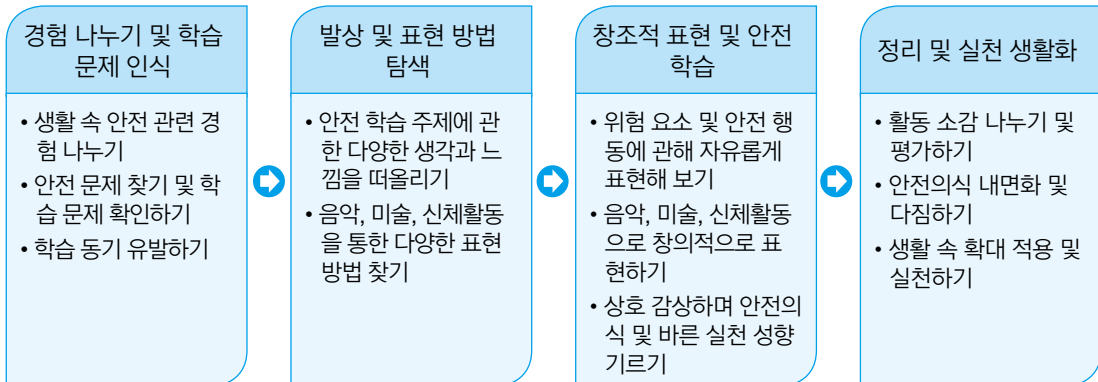 경험 나누기 및 학습
문제 인식
• 생활 속 안전 관련 경
험 나누기
• 안전 문제 찾기 및 학
습 문제 확인하기
• 학습 동기 유발하기
발상 및 표현 방법
탐색
• 안전 학습 주제에 관
한 다양한 생각과 느
낌을 떠올리기
• 음악, 미술, 신체활동
을 통한 다양한 표현
방법 찾기
창조적 표현 및 안전
학습
• 위험 요소 및 안전 행
동에 관해 자유롭게
표현해 보기
• 음악, 미술, 신체활동
으로 창의적으로 표
현하기
• 상호 감상하며 안전의
식 및 바른 실천 성향
기르기
정리 및 실천 생활화
• 활동 소감 나누기 및
평가하기
• 안전의식 내면화 및
다짐하기
• 생활 속 확대 적용 및
실천하기